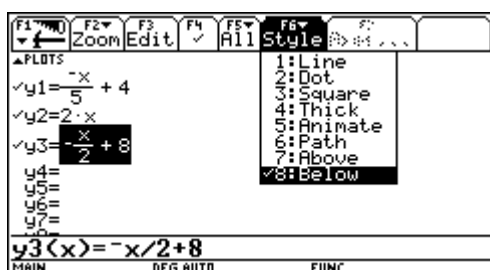 F1 F2 F3 F4 F5 F6
Zoom Edit ✓ All Style
▲PLOTS
✓y1=⁻x/5 + 4
✓y2=2·x
✓y3=-x/2 + 8
y4=
y5=
y6=
y7=
1:Line
2:Dot
3:Square
4:Thick
5:Animate
6:Path
7:Above
✓8:Below
y3(x)=⁻x/2+8
MAIN DEG AUTO FUNC